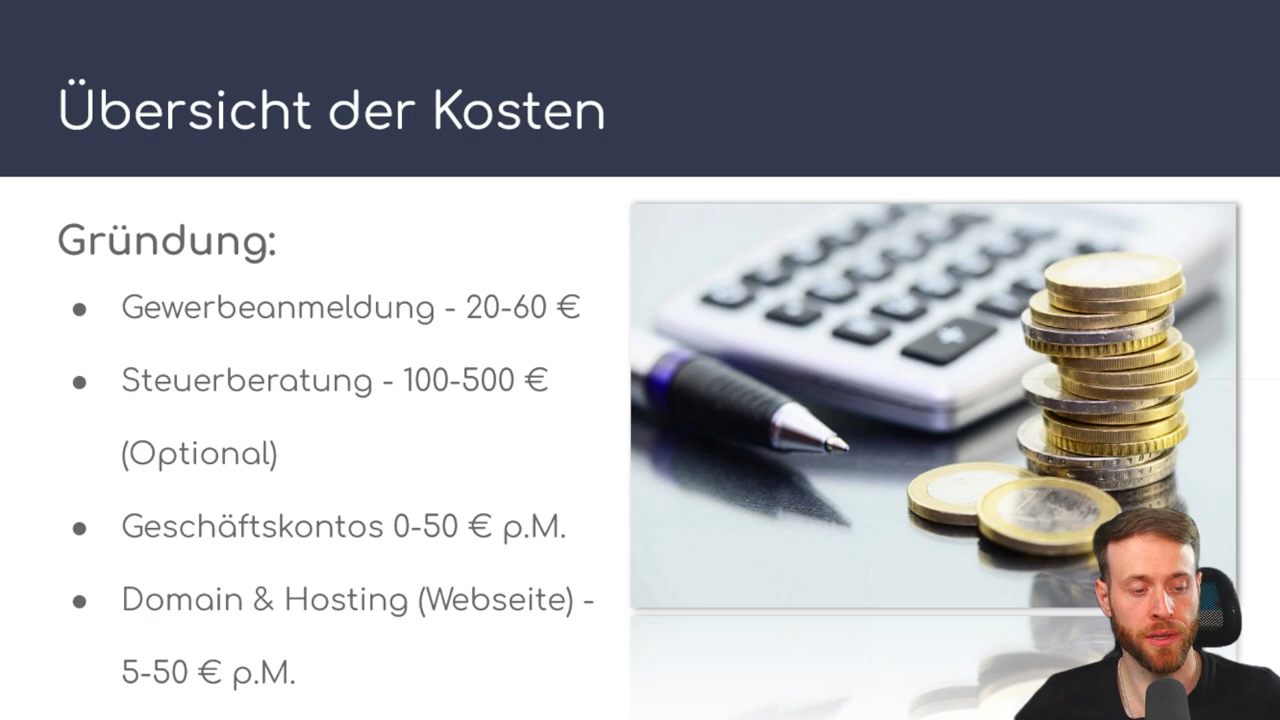 Übersicht der Kosten
Gründung:
● Gewerbeanmeldung - 20-60 €
● Steuerberatung - 100-500 €
(Optional)
● Geschäftskontos 0-50 € p.M.
● Domain & Hosting (Webseite) -
5-50 € p.M.